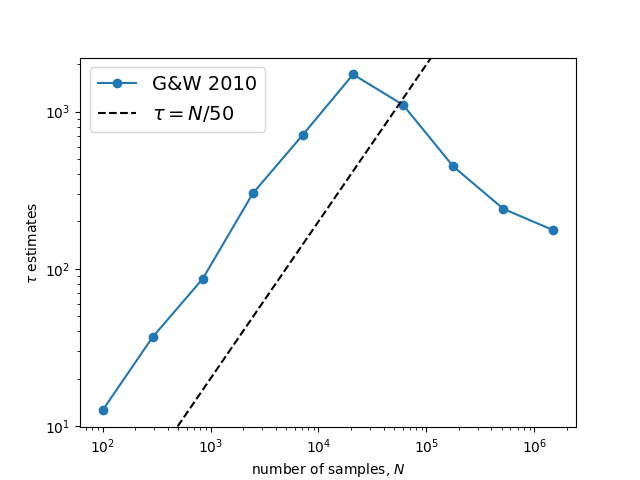 G&W 2010
τ = N/50
10³
10²
10¹
τ estimates
10² 10³ 10⁴ 10⁵ 10⁶
number of samples, N